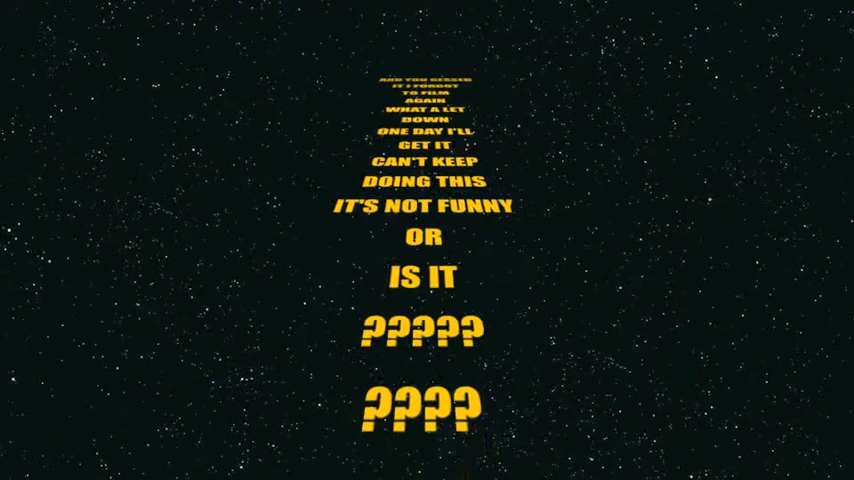 AND YOU GESSED
IT I FORGOT
TO FILM
AGAIN
WHAT A LET
DOWN
ONE DAY I'LL
GET IT
CAN'T KEEP
DOING THIS
IT'S NOT FUNNY
OR
IS IT
?????
????